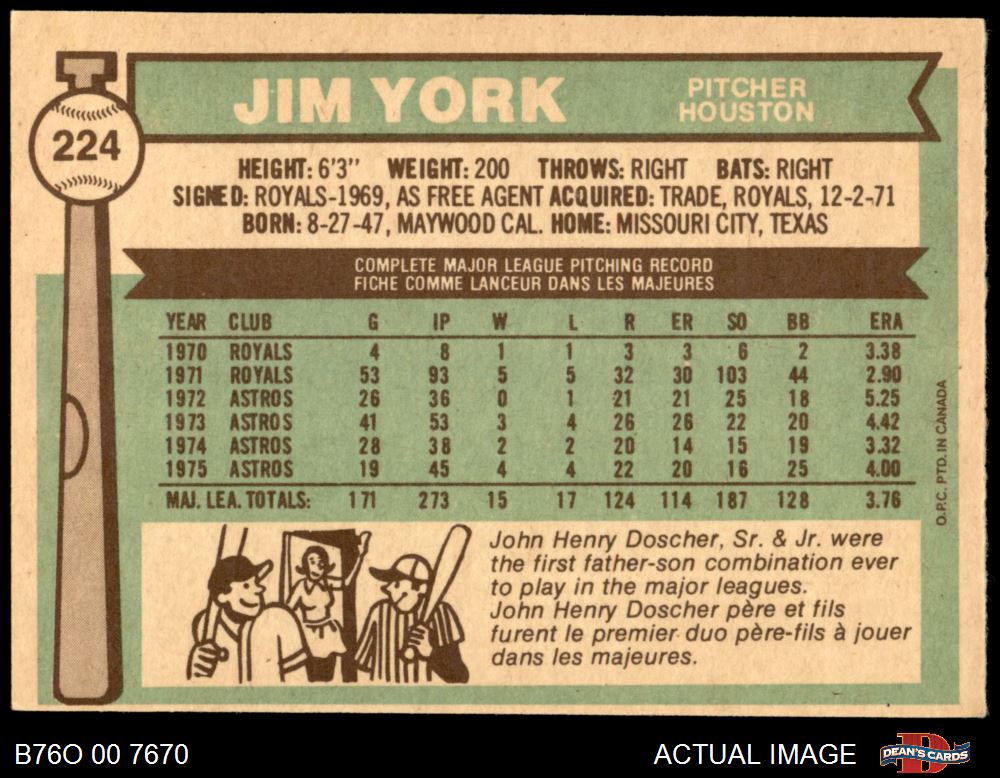 JIM YORK
PITCHER
HOUSTON
224
HEIGHT: 6'3'' WEIGHT: 200 THROWS: RIGHT BATS: RIGHT
SIGNED: ROYALS-1969, AS FREE AGENT ACQUIRED: TRADE, ROYALS, 12-2-71
BORN: 8-27-47, MAYWOOD CAL. HOME: MISSOURI CITY, TEXAS
COMPLETE MAJOR LEAGUE PITCHING RECORD
FICHE COMME LANCEUR DANS LES MAJEURES
YEAR CLUB G IP W L R ER SO BB ERA
1970 ROYALS 4 8 1 1 3 3 6 2 3.38
1971 ROYALS 53 93 5 5 32 30 103 44 2.90
1972 ASTROS 26 36 0 1 21 21 25 18 5.25
1973 ASTROS 41 53 3 4 26 26 22 20 4.42
1974 ASTROS 28 38 2 2 20 14 15 19 3.32
1975 ASTROS 19 45 4 4 22 20 16 25 4.00
MAJ. LEA. TOTALS: 171 273 15 17 124 114 187 128 3.76
O.P.C. PTD. IN CANADA
John Henry Doscher, Sr. & Jr. were
the first father-son combination ever
to play in the major leagues.
John Henry Doscher père et fils
furent le premier duo père-fils à jouer
dans les majeures.
B76O 00 7670
ACTUAL IMAGE
D
DEAN'S CARDS